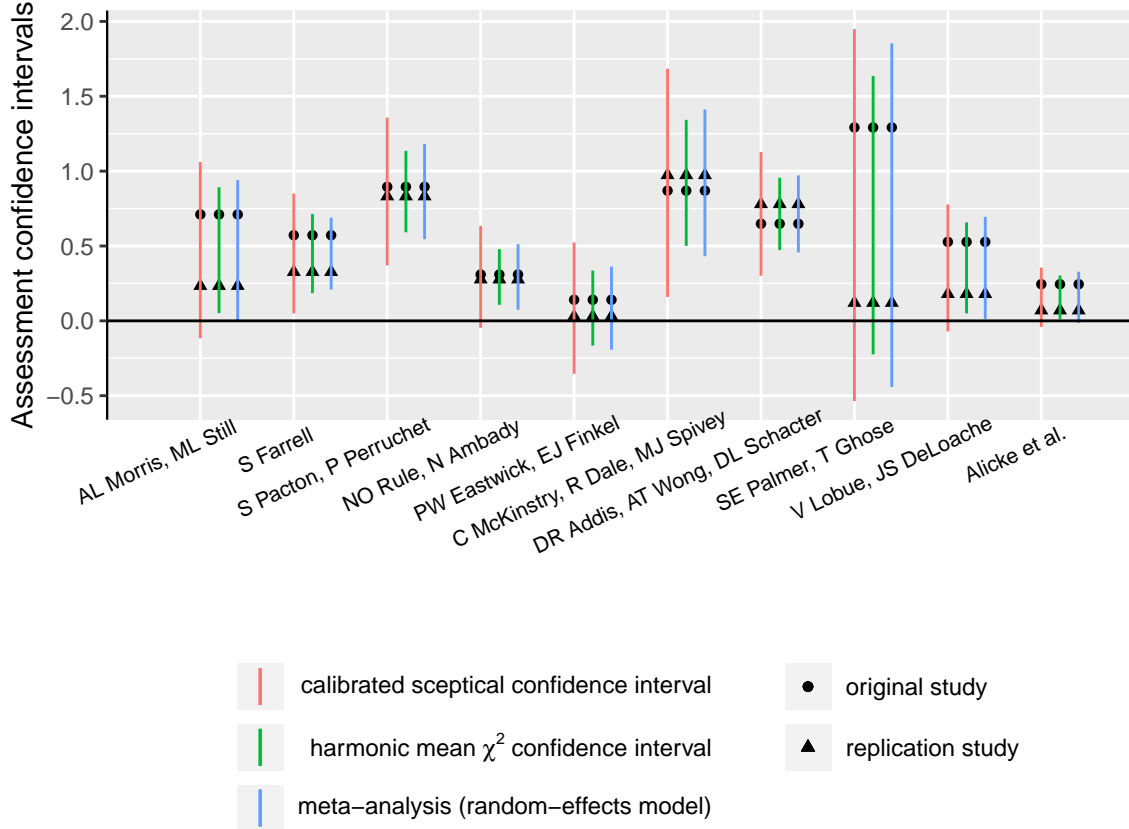 Assessment confidence intervals
2.0
1.5
1.0
0.5
0.0
−0.5
AL Morris, ML Still
S Farrell
S Pacton, P Perruchet
NO Rule, N Ambady
PW Eastwick, EJ Finkel
C McKinstry, R Dale, MJ Spivey
DR Addis, AT Wong, DL Schacter
SE Palmer, T Ghose
V Lobue, JS DeLoache
Alicke et al.
calibrated sceptical confidence interval
harmonic mean χ² confidence interval
meta−analysis (random−effects model)
original study
replication study